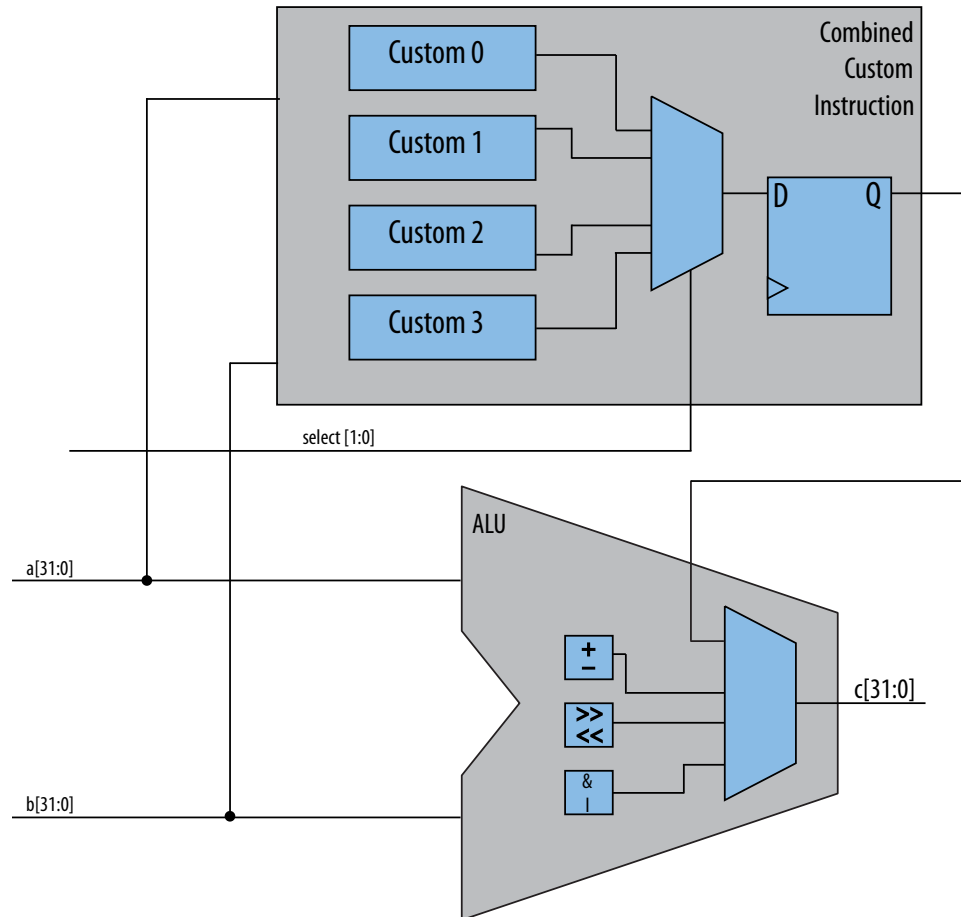 Custom 0
Combined
Custom
Instruction
Custom 1
Custom 2
D Q
Custom 3
select [1:0]
ALU
a[31:0]
+
−
>>
<<
c[31:0]
&
|
b[31:0]